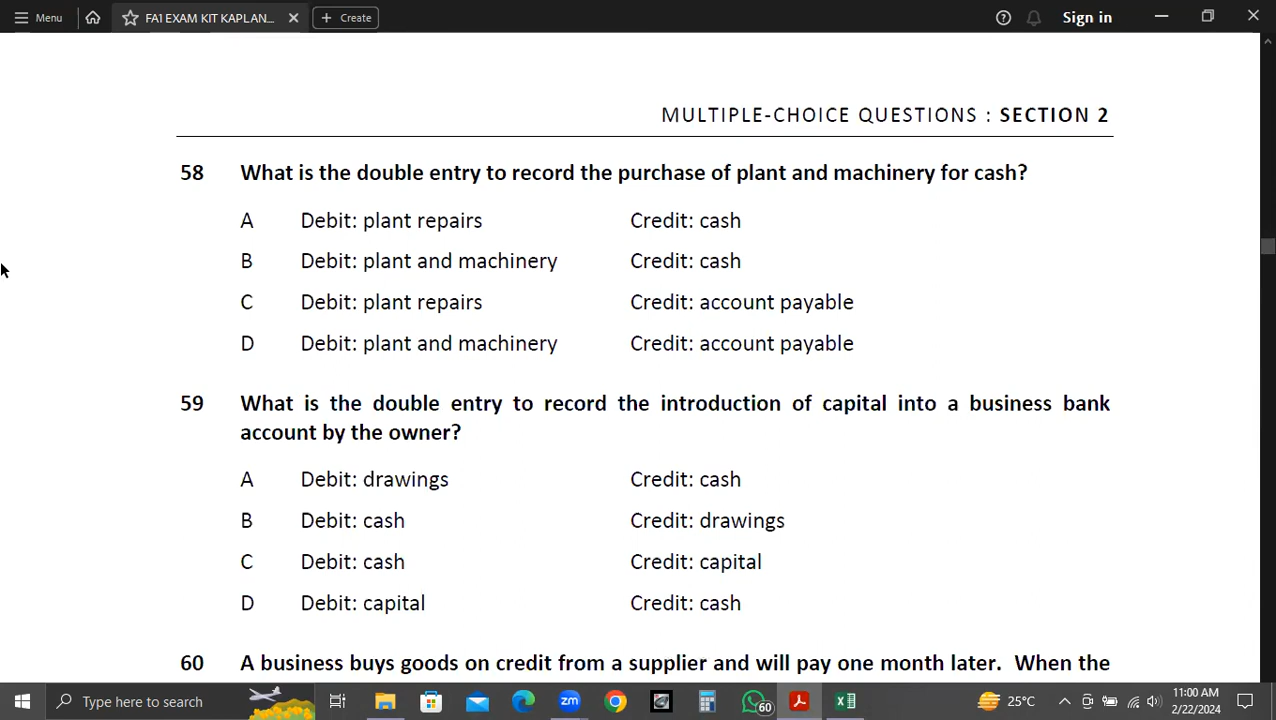 Menu
FA1 EXAM KIT KAPLAN...
Create
Sign in
MULTIPLE-CHOICE QUESTIONS : SECTION 2
58 What is the double entry to record the purchase of plant and machinery for cash?
A Debit: plant repairs Credit: cash
B Debit: plant and machinery Credit: cash
C Debit: plant repairs Credit: account payable
D Debit: plant and machinery Credit: account payable
59 What is the double entry to record the introduction of capital into a business bank
account by the owner?
A Debit: drawings Credit: cash
B Debit: cash Credit: drawings
C Debit: cash Credit: capital
D Debit: capital Credit: cash
60 A business buys goods on credit from a supplier and will pay one month later. When the
Type here to search
zm
60
25°C
11:00 AM
2/22/2024